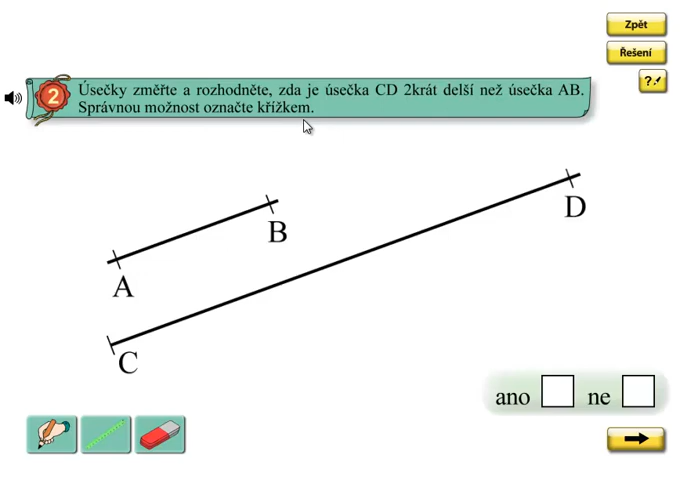 Zpět
Řešení
?
2
Úsečky změřte a rozhodněte, zda je úsečka CD 2krát delší než úsečka AB.
Správnou možnost označte křížkem.
D
B
A
C
ano ne